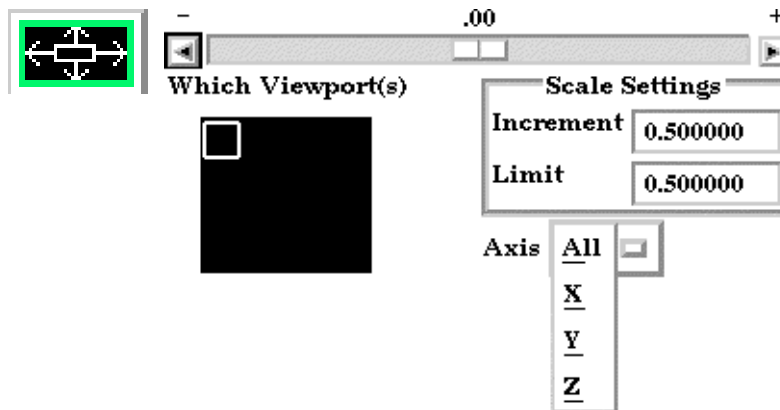 − .00 +
Which Viewport(s)
Scale Settings
Increment 0.500000
Limit 0.500000
Axis All
X
Y
Z